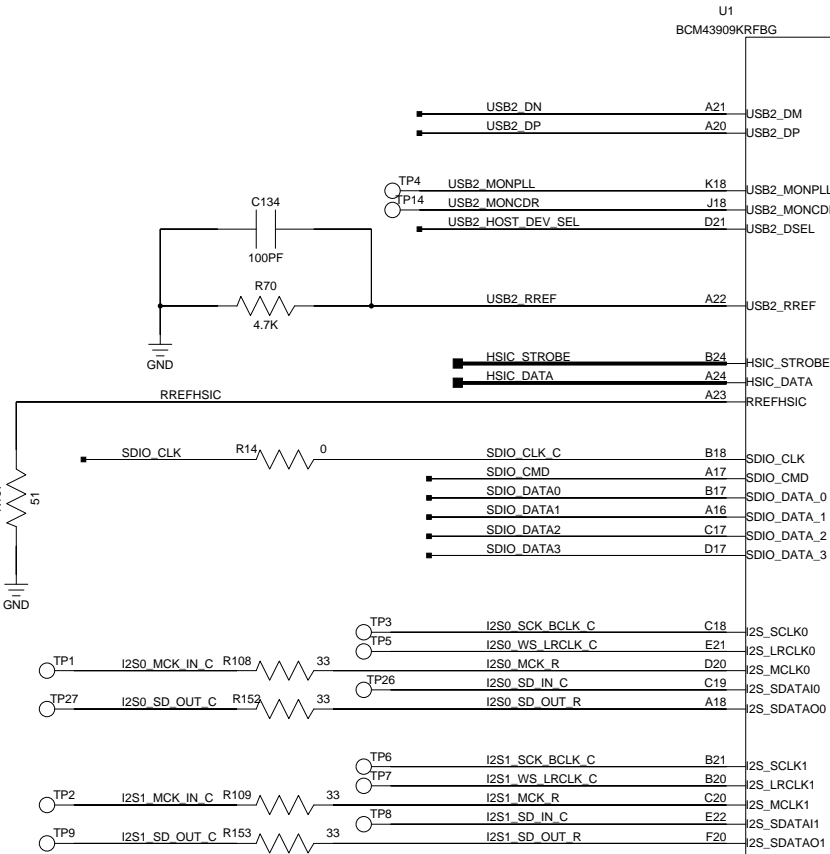 U1
BCM43909KRFBG
USB2_DN A21 USB2_DM
USB2_DP A20 USB2_DP
TP4 USB2_MONPLL K18 USB2_MONPLL
TP14 USB2_MONCDR J18
C134 USB2_HOST_DEV_SEL D21 USB2_DSEL
100PF
R70
USB2_RREF A22 USB2_RREF
4.7K
GND
HSIC_STROBE B24 HSIC_STROBE
HSIC_DATA A24 HSIC_DATA
RREFHSIC A23 RREFHSIC
SDIO_CLK R14 0 SDIO_CLK_C B18 SDIO_CLK
SDIO_CMD A17 SDIO_CMD
51 SDIO_DATA0 B17 SDIO_DATA_0
SDIO_DATA1 A16 SDIO_DATA_1
SDIO_DATA2 C17 SDIO_DATA_2
SDIO_DATA3 D17 SDIO_DATA_3
GND
TP3 I2S0_SCK_BCLK_C C18 I2S_SCLK0
TP5 I2S0_WS_LRCLK_C E21 I2S_LRCLK0
TP1 I2S0_MCK_IN_C R108 33 I2S0_MCK_R D20 I2S_MCLK0
TP26 I2S0_SD_IN_C C19 I2S_SDATAI0
TP27 I2S0_SD_OUT_C R152 33 I2S0_SD_OUT_R A18 I2S_SDATAO0
TP6 I2S1_SCK_BCLK_C B21 I2S_SCLK1
TP7 I2S1_WS_LRCLK_C B20 I2S_LRCLK1
TP2 I2S1_MCK_IN_C R109 33 I2S1_MCK_R C20 I2S_MCLK1
TP8 I2S1_SD_IN_C E22 I2S_SDATAI1
TP9 I2S1_SD_OUT_C R153 33 I2S1_SD_OUT_R F20 I2S_SDATAO1